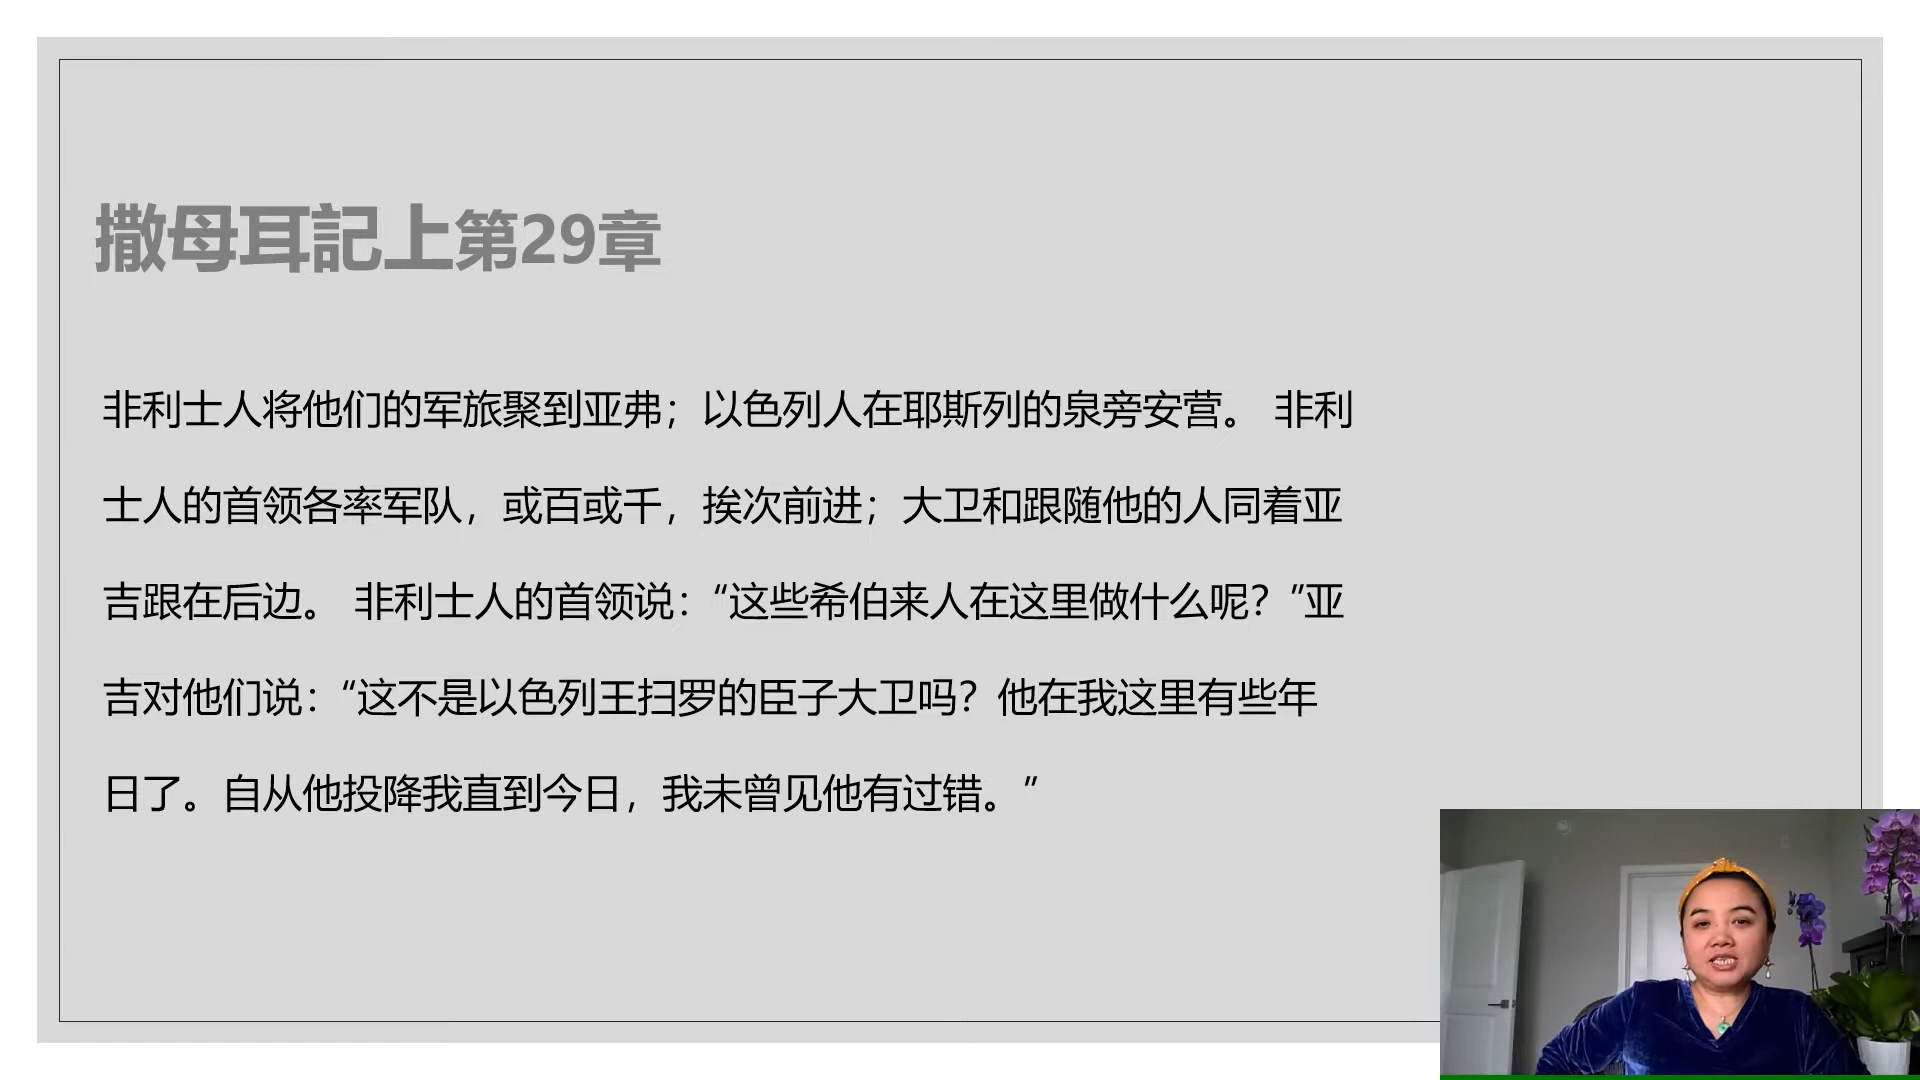 撒母耳記上第29章
非利士人将他们的军旅聚到亚弗；以色列人在耶斯列的泉旁安营。 非利
士人的首领各率军队，或百或千，挨次前进；大卫和跟随他的人同着亚
吉跟在后边。 非利士人的首领说：“这些希伯来人在这里做什么呢？”亚
吉对他们说：“这不是以色列王扫罗的臣子大卫吗？他在我这里有些年
日了。自从他投降我直到今日，我未曾见他有过错。”